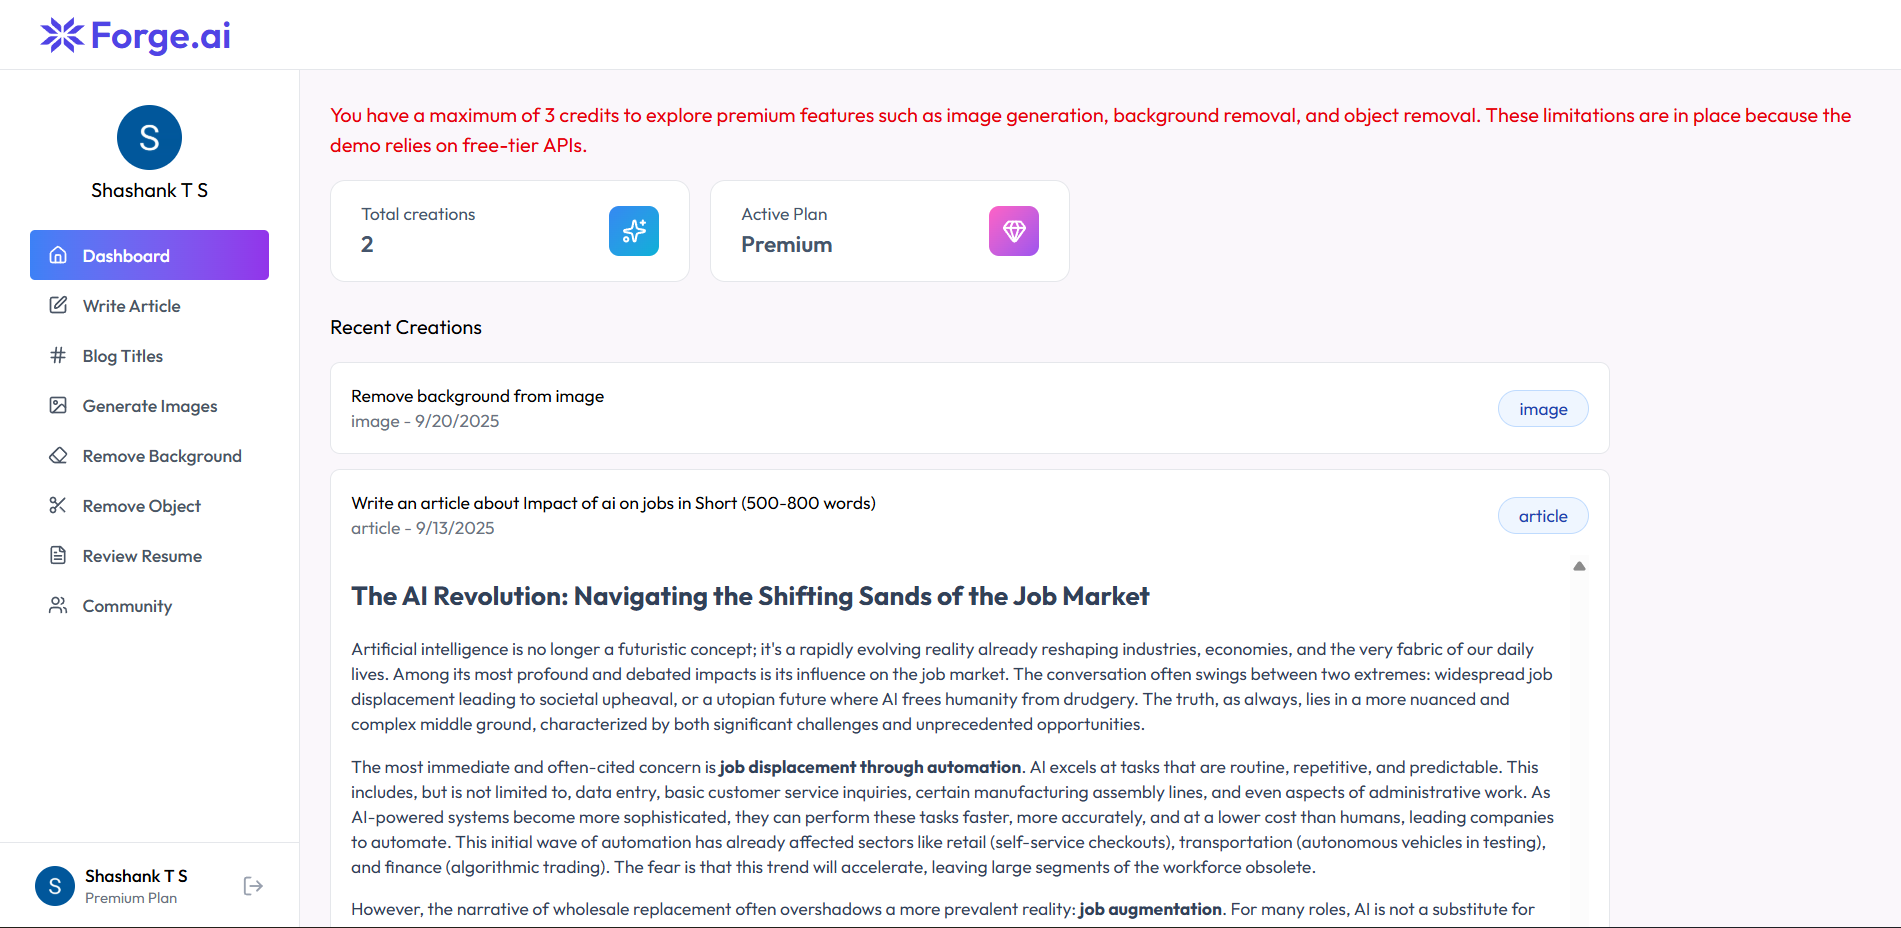 Forge.ai
S
Shashank T S
Dashboard
Write Article
Blog Titles
Generate Images
Remove Background
Remove Object
Review Resume
Community
S
Shashank T S
Premium Plan
You have a maximum of 3 credits to explore premium features such as image generation, background removal, and object removal. These limitations are in place because the
demo relies on free-tier APIs.
Total creations
2
Active Plan
Premium
Recent Creations
Remove background from image
image - 9/20/2025
image
Write an article about Impact of ai on jobs in Short (500-800 words)
article - 9/13/2025
article
The AI Revolution: Navigating the Shifting Sands of the Job Market
Artificial intelligence is no longer a futuristic concept; it's a rapidly evolving reality already reshaping industries, economies, and the very fabric of our daily
lives. Among its most profound and debated impacts is its influence on the job market. The conversation often swings between two extremes: widespread job
displacement leading to societal upheaval, or a utopian future where AI frees humanity from drudgery. The truth, as always, lies in a more nuanced and
complex middle ground, characterized by both significant challenges and unprecedented opportunities.
The most immediate and often-cited concern is job displacement through automation. AI excels at tasks that are routine, repetitive, and predictable. This
includes, but is not limited to, data entry, basic customer service inquiries, certain manufacturing assembly lines, and even aspects of administrative work. As
AI-powered systems become more sophisticated, they can perform these tasks faster, more accurately, and at a lower cost than humans, leading companies
to automate. This initial wave of automation has already affected sectors like retail (self-service checkouts), transportation (autonomous vehicles in testing),
and finance (algorithmic trading). The fear is that this trend will accelerate, leaving large segments of the workforce obsolete.
However, the narrative of wholesale replacement often overshadows a more prevalent reality: job augmentation. For many roles, AI is not a substitute for